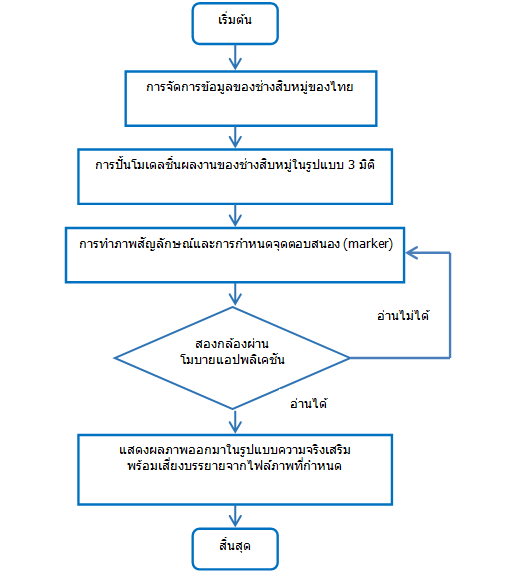 เริ่มต้น
การจัดการข้อมูลของช่างสิบหมู่ของไทย
การปั้นโมเดลชิ้นผลงานของช่างสิบหมู่ในรูปแบบ 3 มิติ
การทำภาพสัญลักษณ์และการกำหนดจุดตอบสนอง (marker)
อ่านไม่ได้
สองกล้องผ่าน
โมบายแอปพลิเคชัน
อ่านได้
แสดงผลภาพออกมาในรูปแบบความจริงเสริม
พร้อมเสียงบรรยายจากไฟล์ภาพที่กำหนด
สิ้นสุด